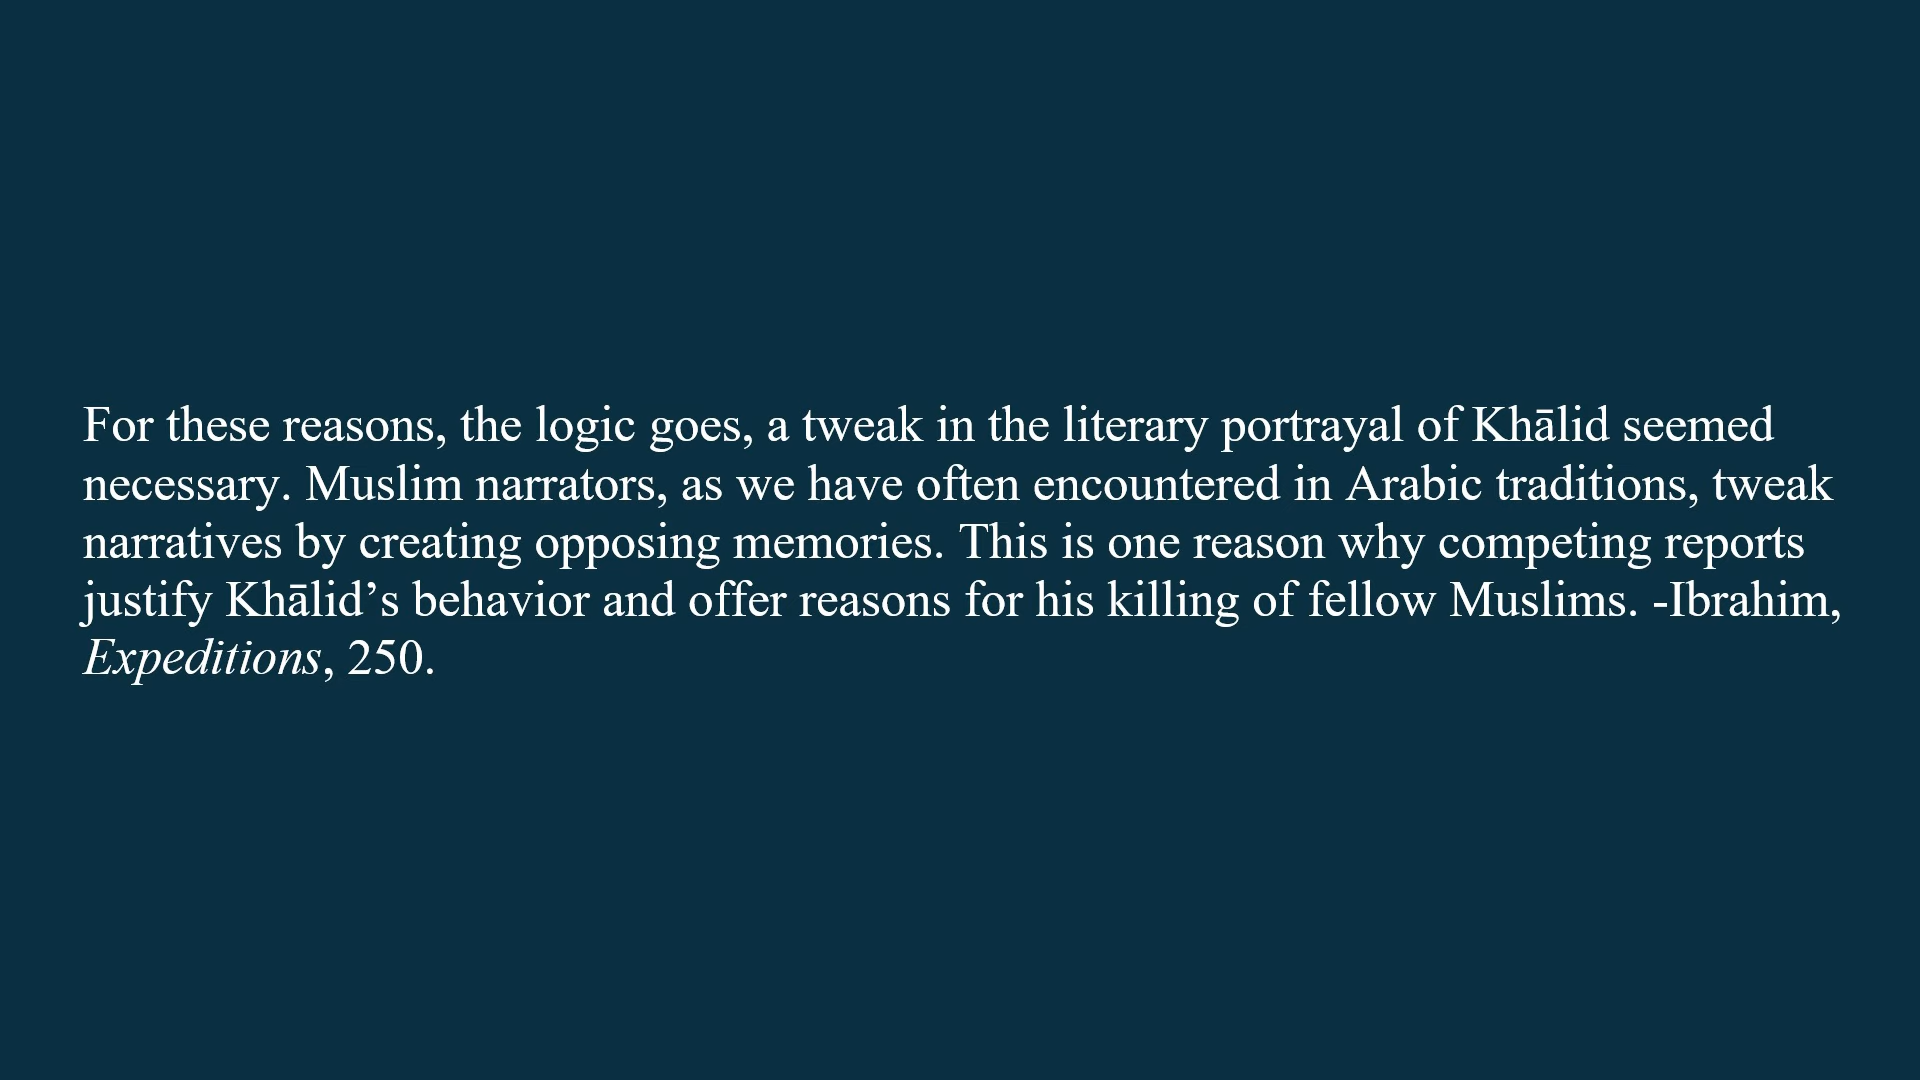 For these reasons, the logic goes, a tweak in the literary portrayal of Khālid seemed
necessary. Muslim narrators, as we have often encountered in Arabic traditions, tweak
narratives by creating opposing memories. This is one reason why competing reports
justify Khālid’s behavior and offer reasons for his killing of fellow Muslims. -Ibrahim,
Expeditions, 250.